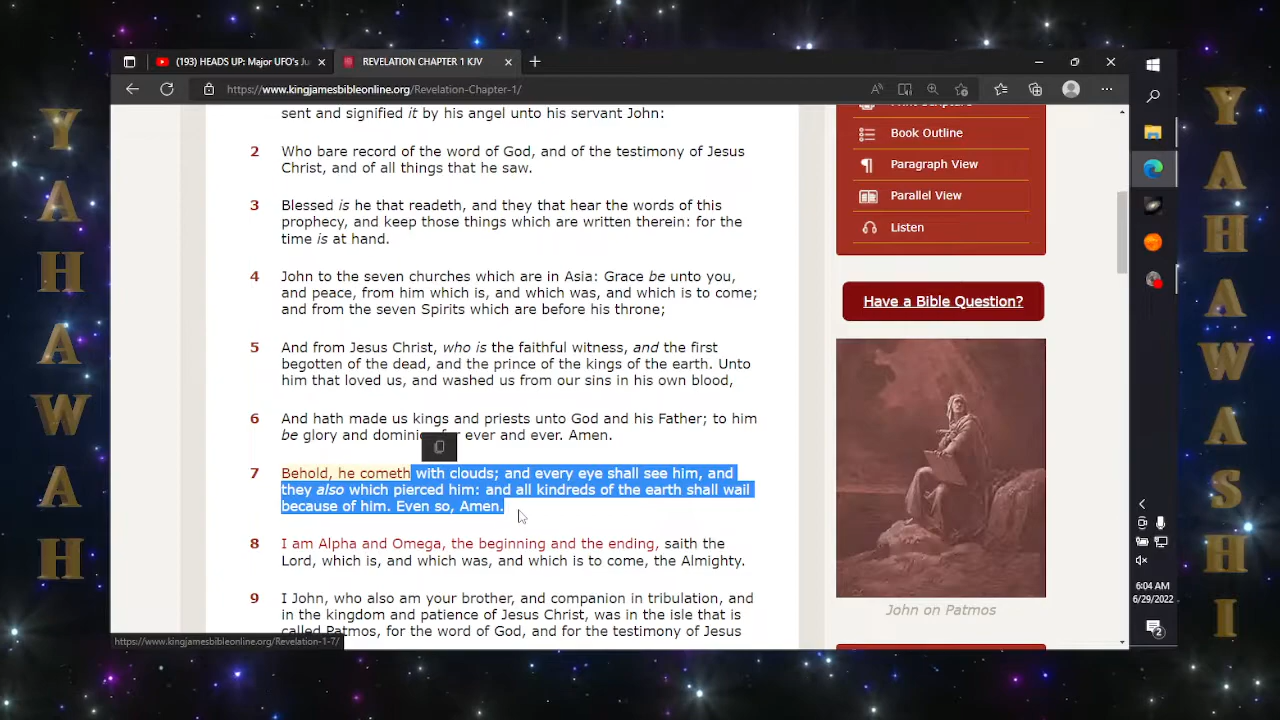 YAHAWAH
(193) HEADS UP: Major UFO's Ju
REVELATION CHAPTER 1 KJV
https://www.kingjamesbibleonline.org/Revelation-Chapter-1/
sent and signified it by his angel unto his servant John:
2 Who bare record of the word of God, and of the testimony of Jesus
Christ, and of all things that he saw.
3 Blessed is he that readeth, and they that hear the words of this
prophecy, and keep those things which are written therein: for the
time is at hand.
4 John to the seven churches which are in Asia: Grace be unto you,
and peace, from him which is, and which was, and which is to come;
and from the seven Spirits which are before his throne;
5 And from Jesus Christ, who is the faithful witness, and the first
begotten of the dead, and the prince of the kings of the earth. Unto
him that loved us, and washed us from our sins in his own blood,
6 And hath made us kings and priests unto God and his Father; to him
be glory and dominion for ever and ever. Amen.
7 Behold, he cometh with clouds; and every eye shall see him, and
they also which pierced him: and all kindreds of the earth shall wail
because of him. Even so, Amen.
8 I am Alpha and Omega, the beginning and the ending, saith the
Lord, which is, and which was, and which is to come, the Almighty.
9 I John, who also am your brother, and companion in tribulation, and
in the kingdom and patience of Jesus Christ, was in the isle that is
called Patmos, for the word of God, and for the testimony of Jesus
https://www.kingjamesbibleonline.org/Revelation-1-7/
Print Scripture
Book Outline
Paragraph View
Parallel View
Listen
Have a Bible Question?
John on Patmos
6:04 AM
6/29/2022
2
YAHAWASHI